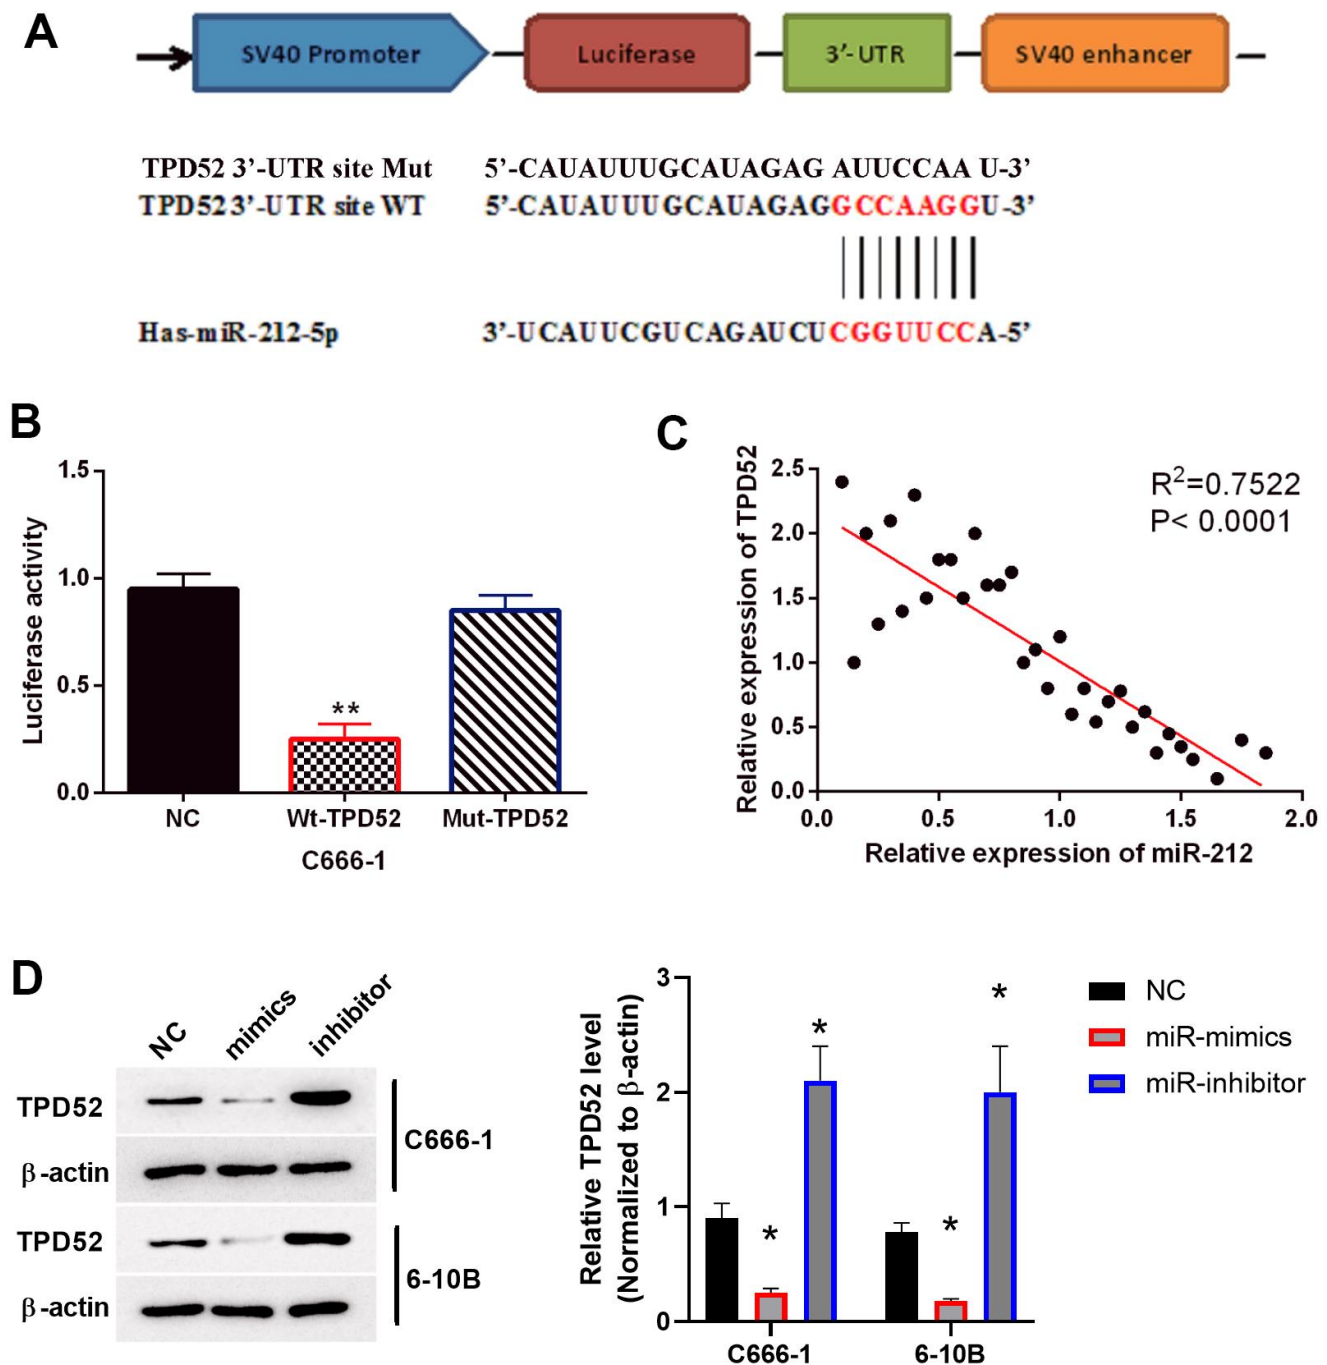 A
SV40 Promoter
Luciferase
3’-UTR
SV40 enhancer
TPD52 3’-UTR site Mut 5’-CAUAUUUGCAUAGAG AUUCCAA U-3’
TPD52 3’-UTR site WT 5’-CAUAUUUGCAUAGAGGCCAAGGU-3’
Has-miR-212-5p 3’-UCAUUCGUCAGAUCUCGGUUCCA-5’
B
Luciferase activity
1.5
1.0
0.5
0.0
**
NC
Wt-TPD52
Mut-TPD52
C666-1
C
Relative expression of TPD52
2.5
2.0
1.5
1.0
0.5
0.0
R²=0.7522
P< 0.0001
0.0
0.5
1.0
1.5
2.0
Relative expression of miR-212
D
NC
mimics
inhibitor
TPD52
β-actin
C666-1
TPD52
β-actin
6-10B
Relative TPD52 level
(Normalized to β-actin)
3
2
1
0
*
*
*
*
C666-1
6-10B
NC
miR-mimics
miR-inhibitor